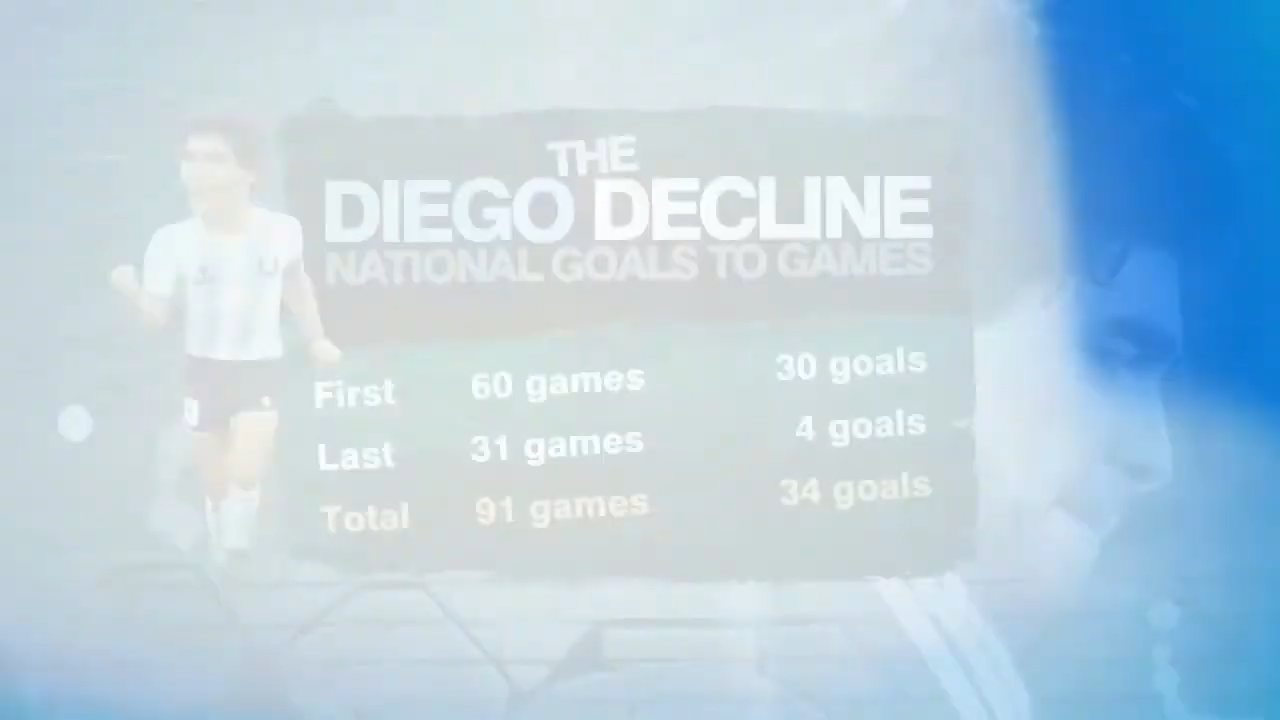 THE
DIEGO DECLINE
NATIONAL GOALS TO GAMES
First 60 games 30 goals
Last 31 games 4 goals
Total 91 games 34 goals